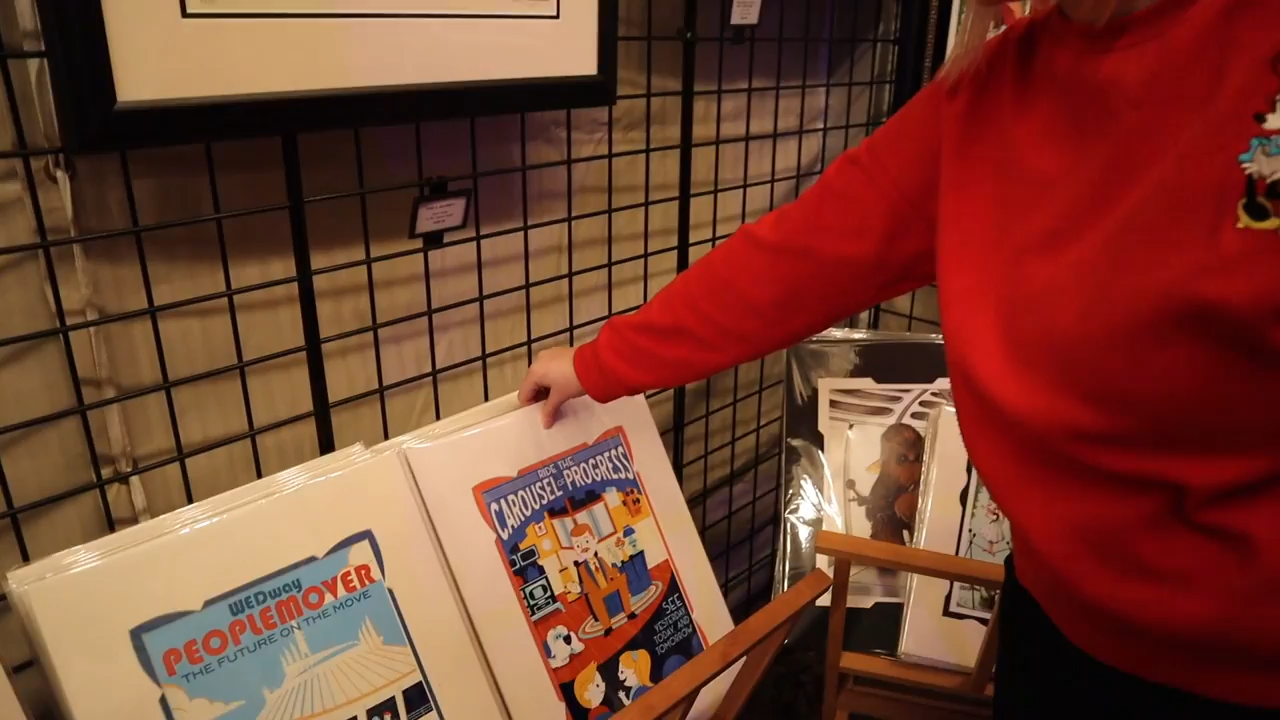 RIDE THE
CAROUSEL OF PROGRESS
SEE
YESTERDAY
TODAY AND
TOMORROW
WEDway
PEOPLEMOVER
THE FUTURE ON THE MOVE